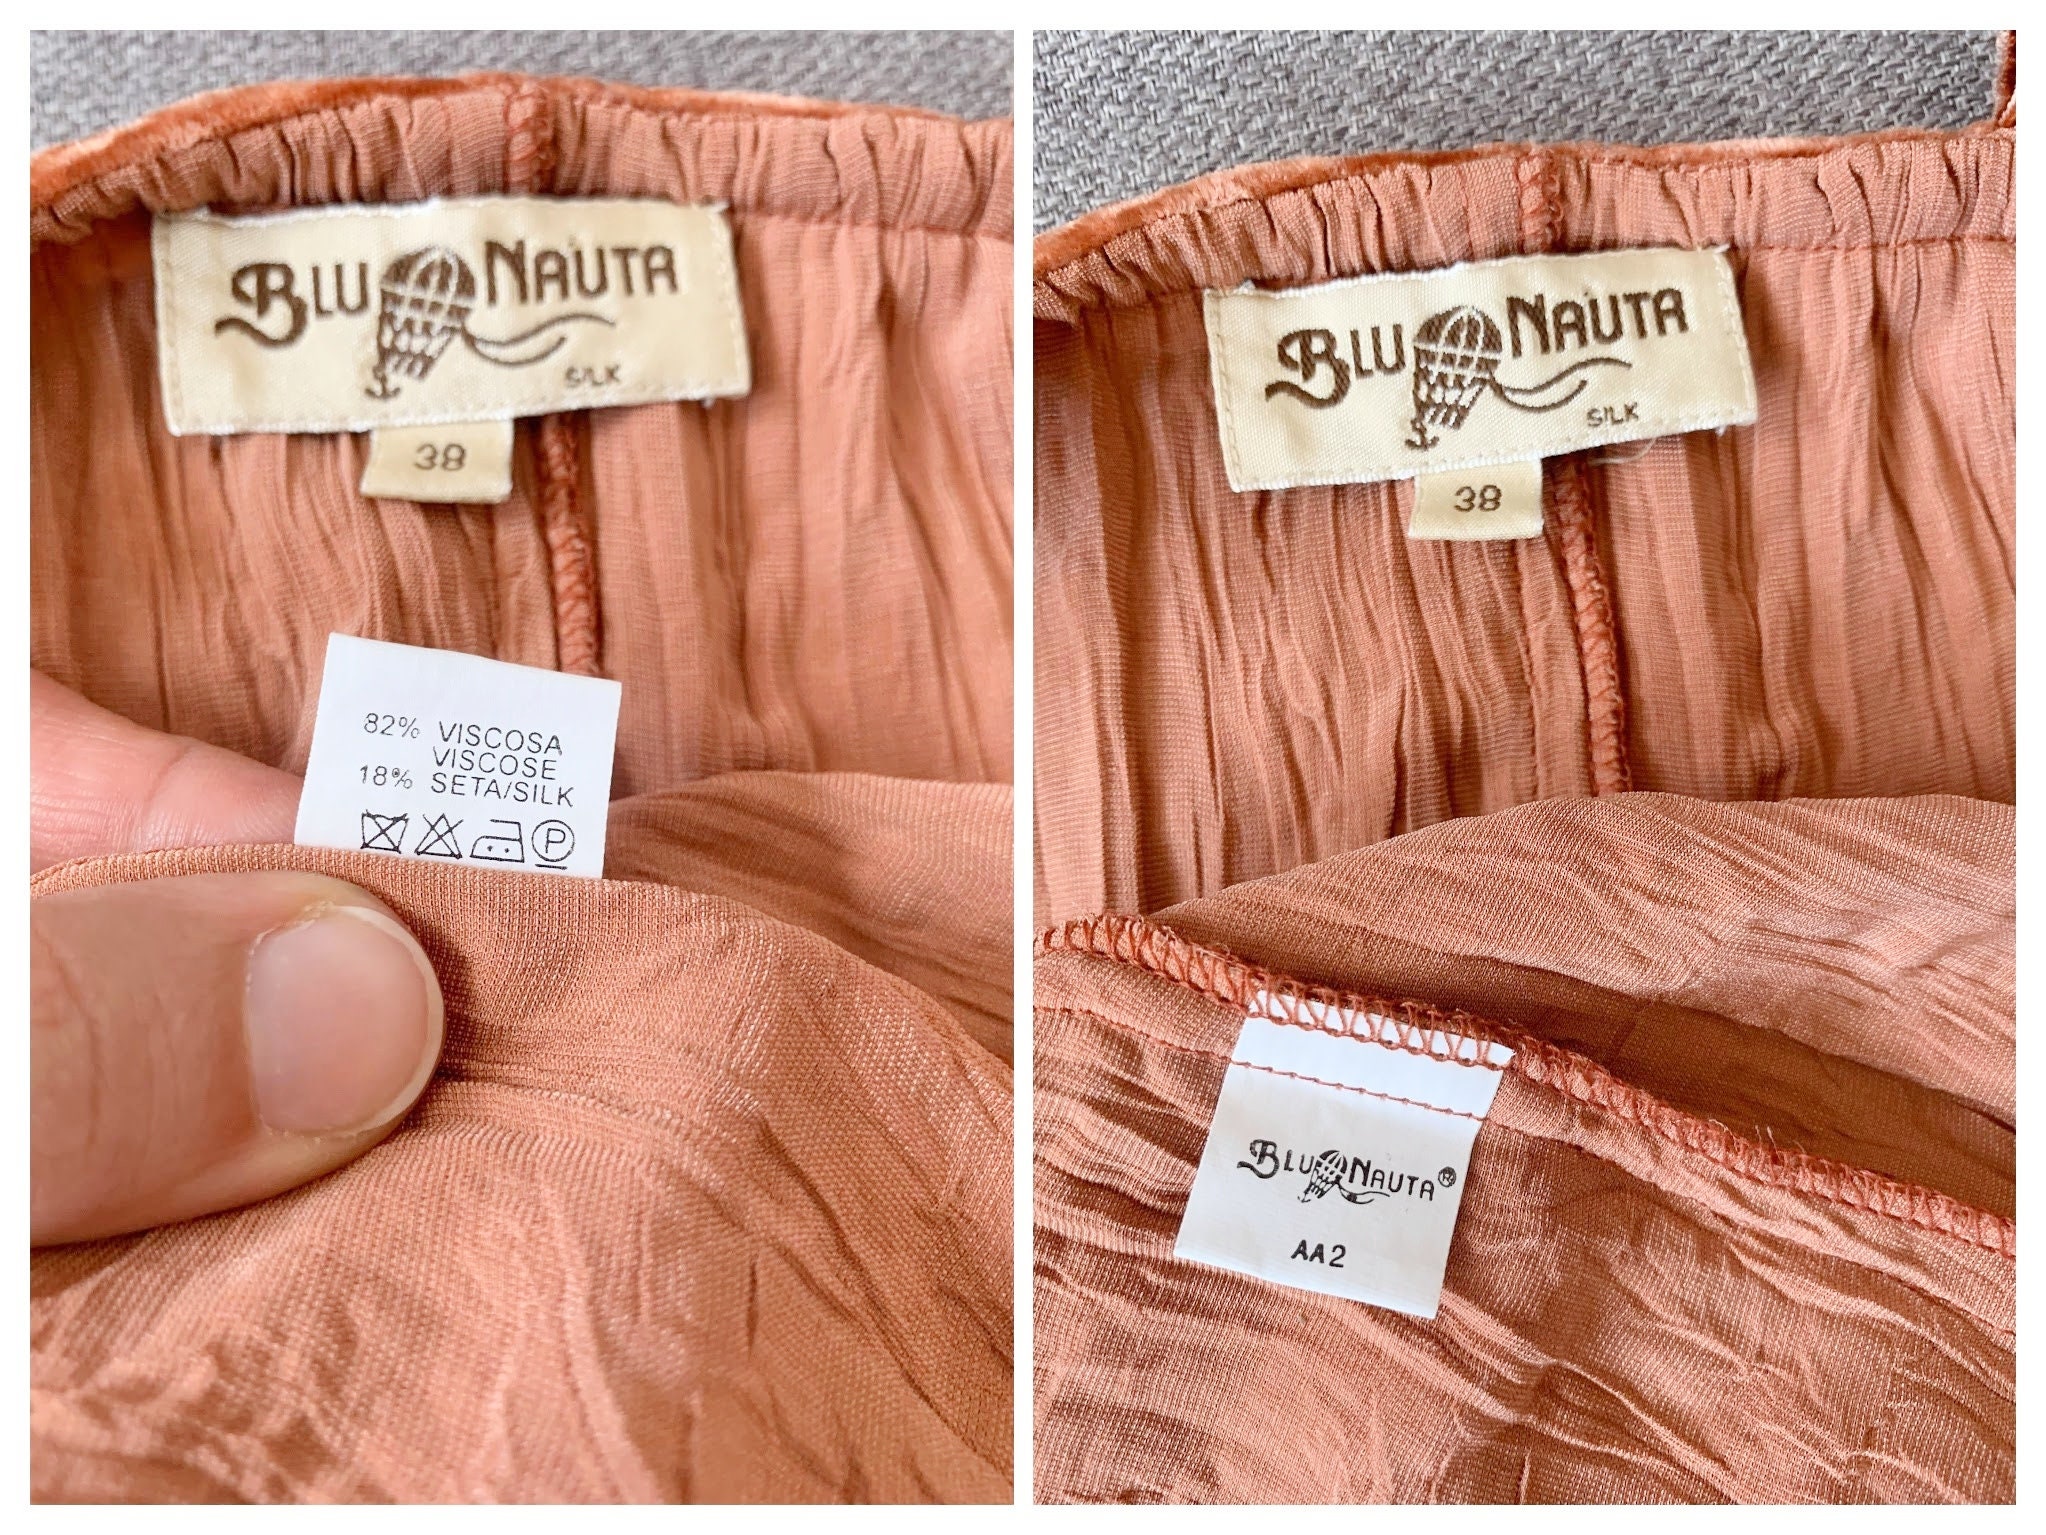 BLU NAUTA
SILK
38
82% VISCOSA
VISCOSE
18% SETA/SILK
P
BLU NAUTA
SILK
38
BLU NAUTA®
AA2